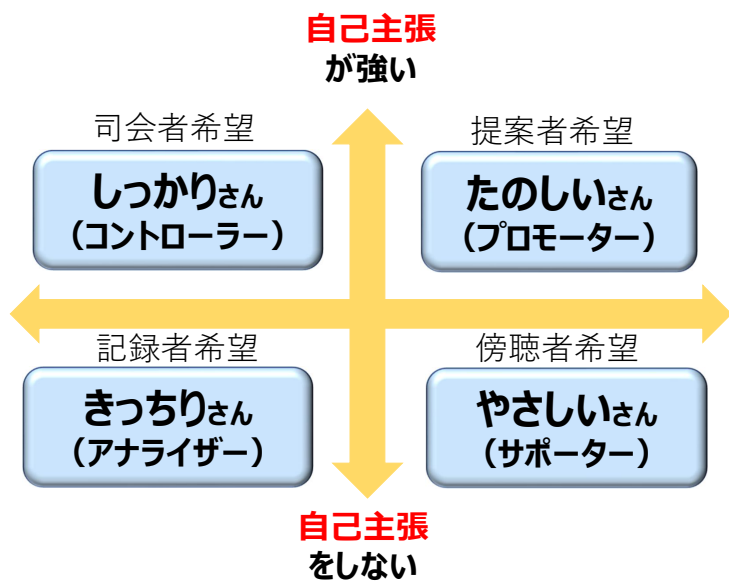 自己主張
が強い
司会者希望
提案者希望
しっかりさん
（コントローラー）
たのしいさん
（プロモーター）
記録者希望
傍聴者希望
きっちりさん
（アナライザー）
やさしいさん
（サポーター）
自己主張
をしない